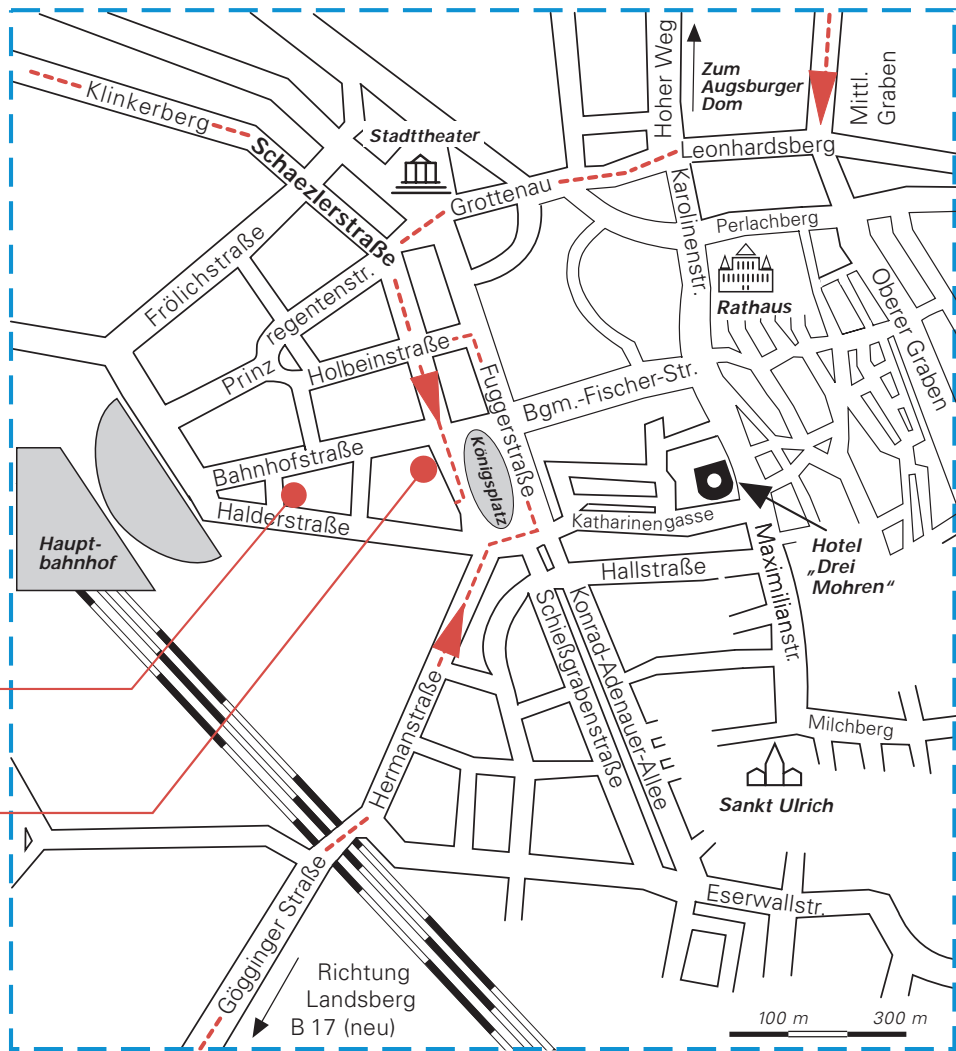 Klinkerberg
Schaezlerstraße
Stadttheater
Grottenau
Hoher Weg
Zum
Augsburger
Dom
Mittl.
Graben
Leonhardsberg
Karolinenstr.
Perlachberg
Rathaus
Oberer Graben
Frölichstraße
Prinz
regentenstr.
Holbeinstraße
Fuggerstraße
Bgm.-Fischer-Str.
Bahnhofstraße
Königsplatz
Halderstraße
Katharinengasse
Haupt-
bahnhof
Hallstraße
Hotel
„Drei
Mohren“
Maximilianstr.
Schießgrabenstraße
Konrad-Adenauer-Allee
Hermanstraße
Milchberg
Sankt Ulrich
Eserwallstr.
Gögginger Straße
Richtung
Landsberg
B 17 (neu)
100 m
300 m